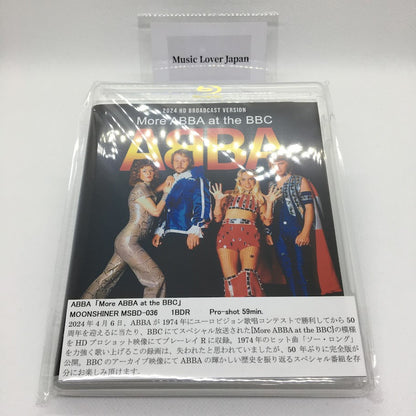 Music Lover Japan
2024 HD BROADCAST VERSION
More ABBA at the BBC
ABBA
ABBA「More ABBA at the BBC」
MOONSHINER MSBD-036 1BDR Pro-shot 59min.
2024年4月6日、ABBAが1974年にユーロビジョン歌唱コンテストで勝利してから50
周年を迎えるに当たり、BBCにてスペシャル放送された[More ABBA at the BBC]の模様
をHDプロショット映像にてブルーレイRに収録。1974年のヒット曲「ソー・ロング」
を力強く歌い上げるこの録画は、失われたと思われていましたが、50年ぶりに完全版が
公開。BBCのアーカイブ映像にてABBAの輝かしい歴史を振り返るスペシャル番組を存
分にお楽しみ頂けます。